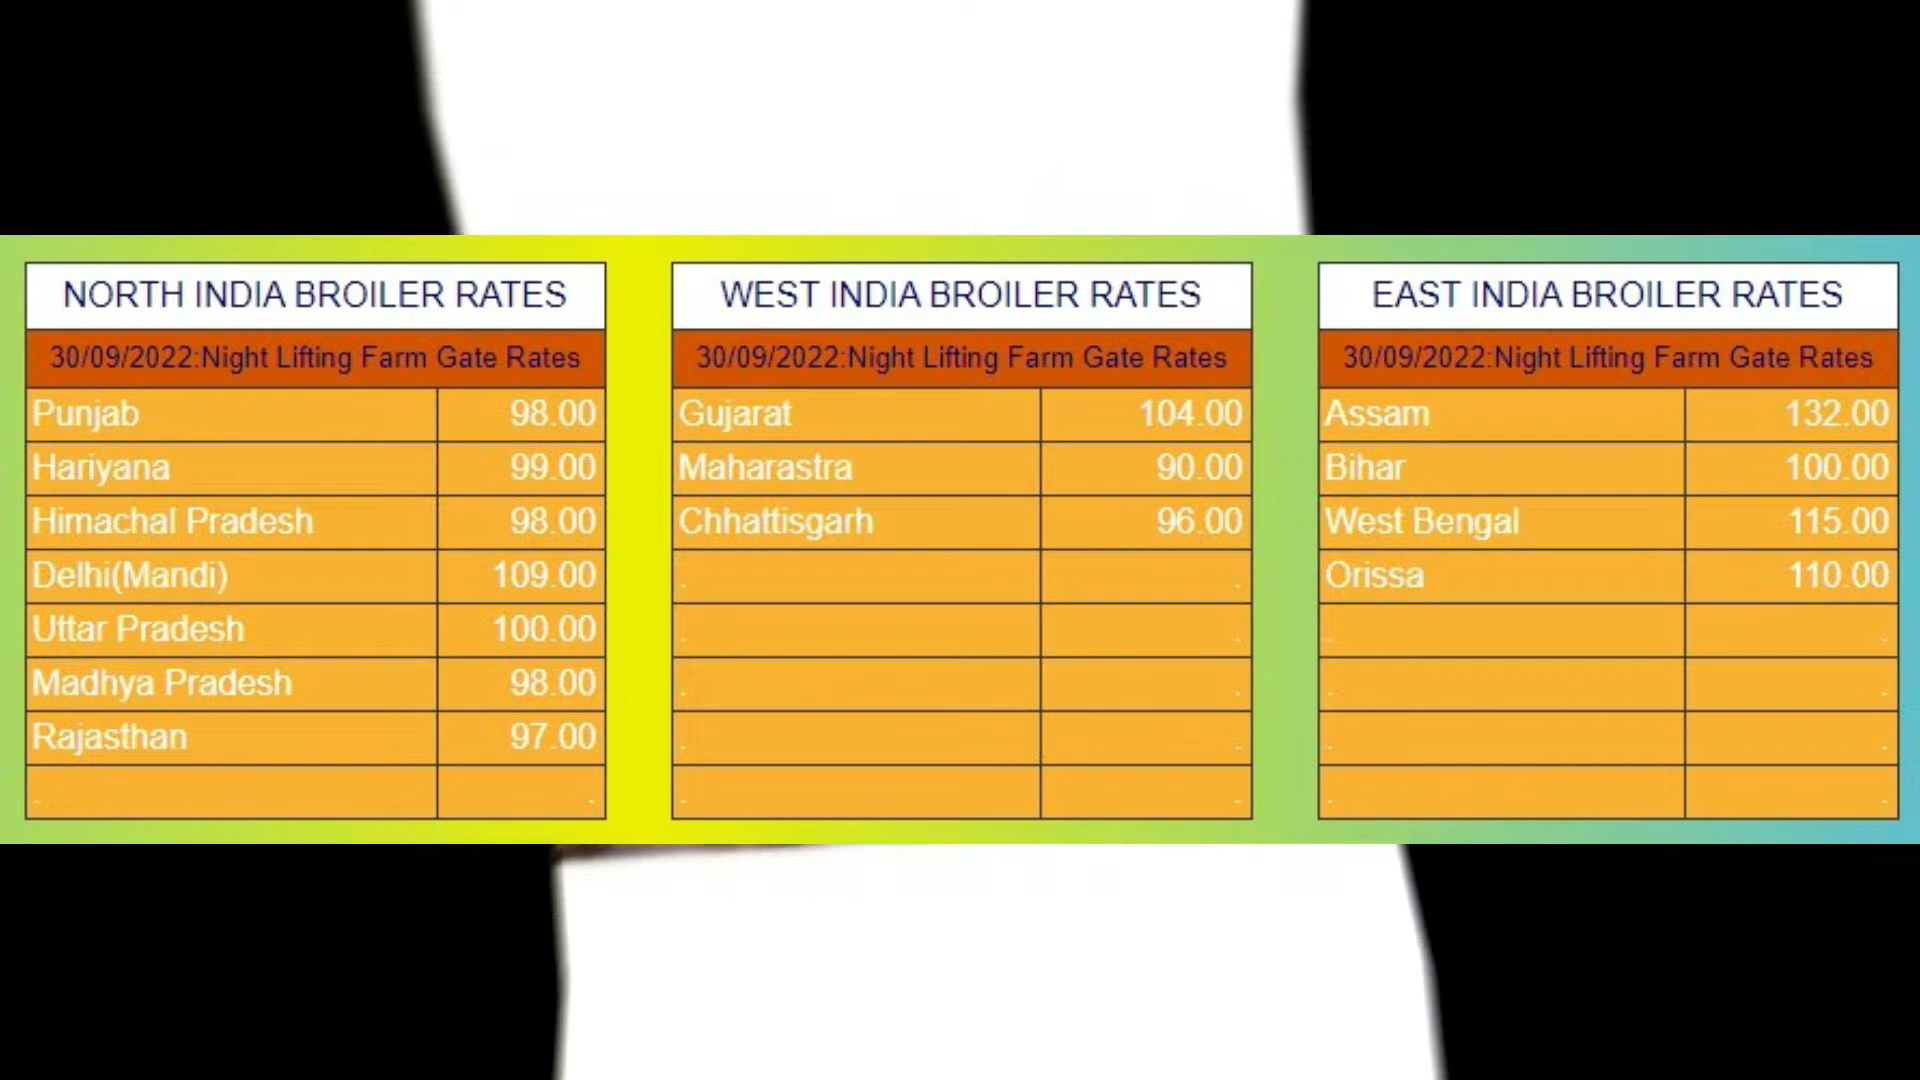 NORTH INDIA BROILER RATES
30/09/2022:Night Lifting Farm Gate Rates
Punjab 98.00
Hariyana 99.00
Himachal Pradesh 98.00
Delhi(Mandi) 109.00
Uttar Pradesh 100.00
Madhya Pradesh 98.00
Rajasthan 97.00
. .
WEST INDIA BROILER RATES
30/09/2022:Night Lifting Farm Gate Rates
Gujarat 104.00
Maharastra 90.00
Chhattisgarh 96.00
. .
. .
. .
. .
. .
EAST INDIA BROILER RATES
30/09/2022:Night Lifting Farm Gate Rates
Assam 132.00
Bihar 100.00
West Bengal 115.00
Orissa 110.00
. .
. .
. .
. .